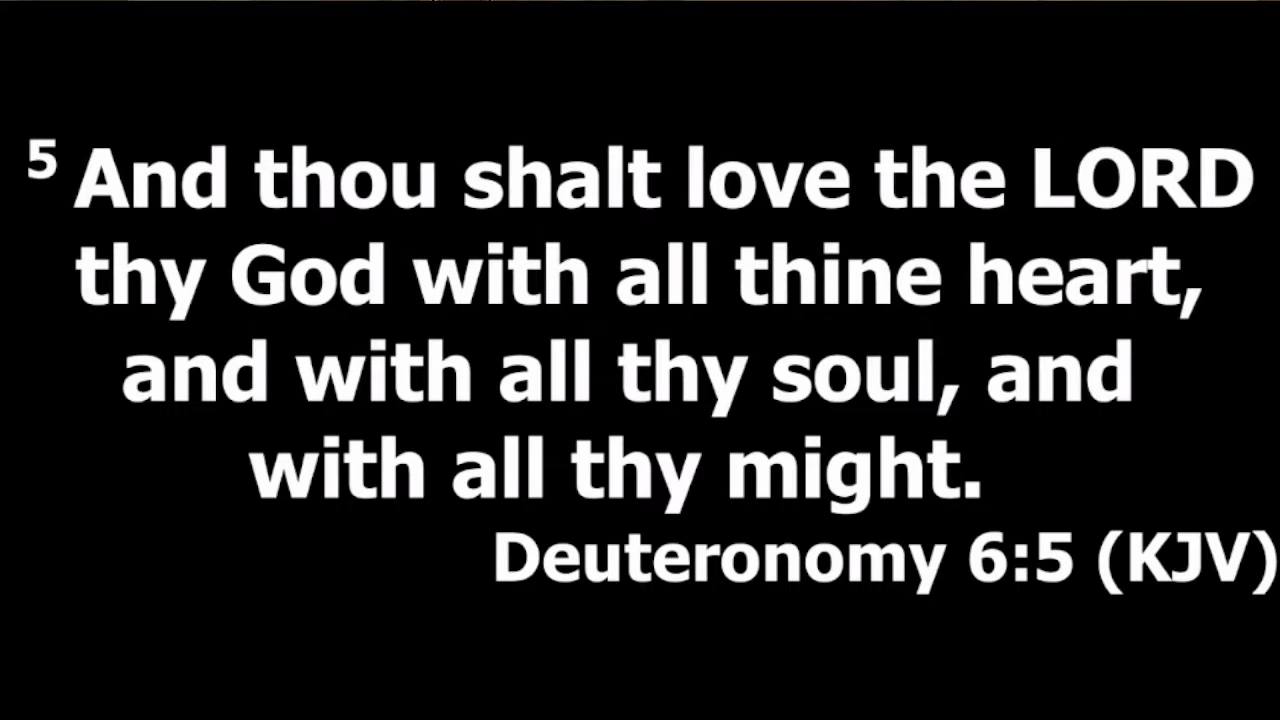 5 And thou shalt love the LORD
thy God with all thine heart,
and with all thy soul, and
with all thy might.
Deuteronomy 6:5 (KJV)